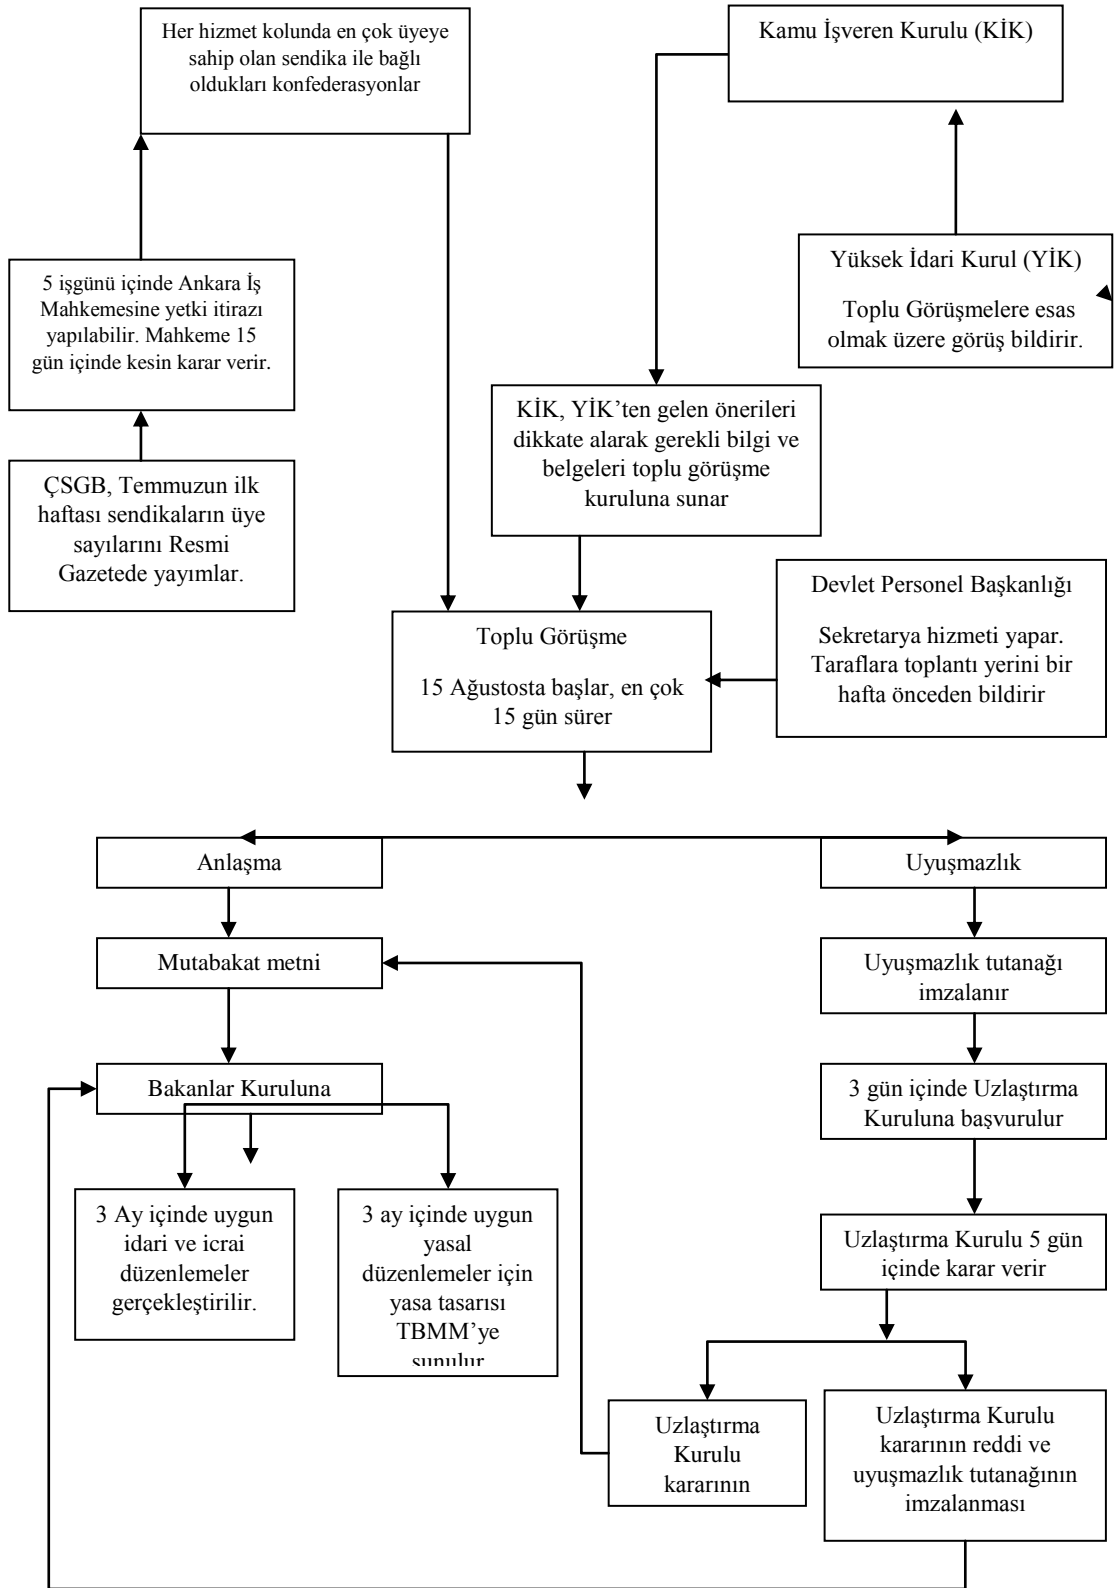 Her hizmet kolunda en çok üyeye
sahip olan sendika ile bağlı
oldukları konfederasyonlar
Kamu İşveren Kurulu (KİK)
5 işgünü içinde Ankara İş
Mahkemesine yetki itirazı
yapılabilir. Mahkeme 15
gün içinde kesin karar verir.
Yüksek İdari Kurul (YİK)
Toplu Görüşmelere esas
olmak üzere görüş bildirir.
KİK, YİK’ten gelen önerileri
dikkate alarak gerekli bilgi ve
belgeleri toplu görüşme
kuruluna sunar
ÇSGB, Temmuzun ilk
haftası sendikaların üye
sayılarını Resmi
Gazetede yayımlar.
Devlet Personel Başkanlığı
Sekretarya hizmeti yapar.
Taraflara toplantı yerini bir
hafta önceden bildirir
Toplu Görüşme
15 Ağustosta başlar, en çok
15 gün sürer
Anlaşma
Uyuşmazlık
Mutabakat metni
Uyuşmazlık tutanağı
imzalanır
Bakanlar Kuruluna
3 gün içinde Uzlaştırma
Kuruluna başvurulur
3 Ay içinde uygun
idari ve icrai
düzenlemeler
gerçekleştirilir.
3 ay içinde uygun
yasal
düzenlemeler için
yasa tasarısı
TBMM’ye
sunulur
Uzlaştırma Kurulu 5 gün
içinde karar verir
Uzlaştırma
Kurulu
kararının
Uzlaştırma Kurulu
kararının reddi ve
uyuşmazlık tutanağının
imzalanması